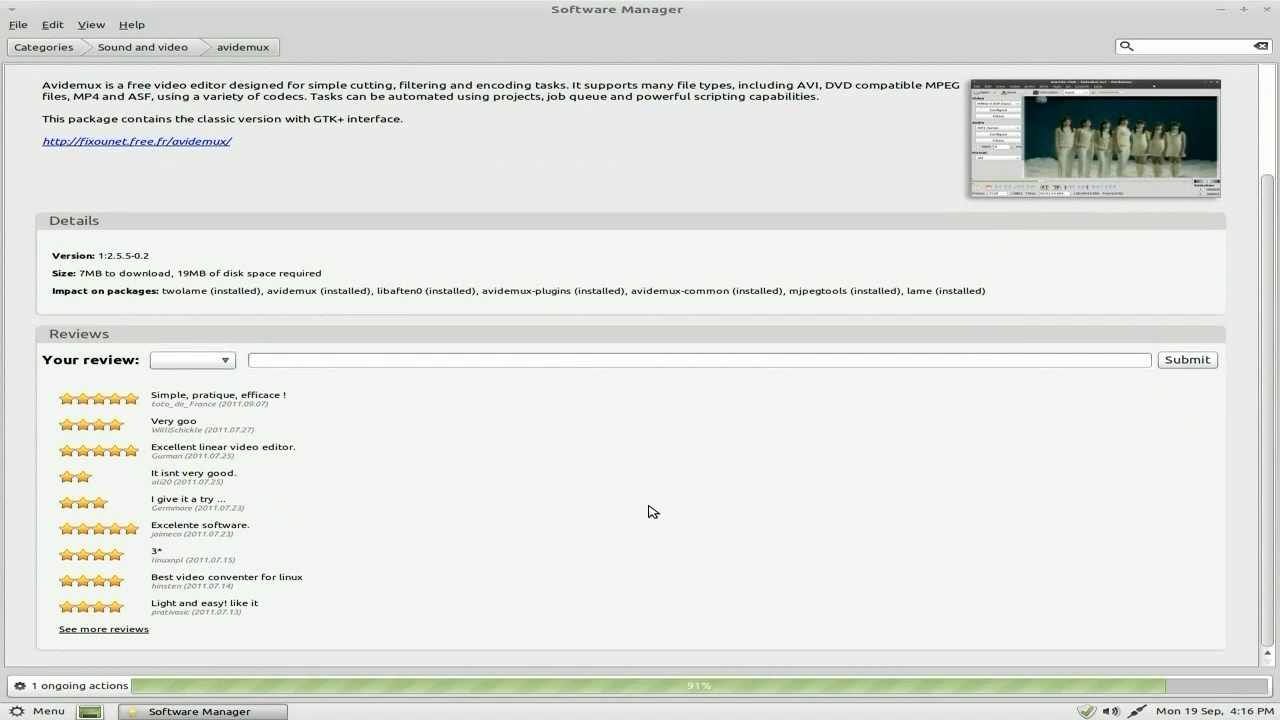 Software Manager
File Edit View Help
Categories Sound and video avidemux
Avidemux is a free video editor designed for simple cutting, filtering and encoding tasks. It supports many file types, including AVI, DVD compatible MPEG
files, MP4 and ASF, using a variety of codecs. Tasks can be automated using projects, job queue and powerful scripting capabilities.
This package contains the classic version with GTK+ interface.
http://fixounet.free.fr/avidemux/
Details
Version: 1:2.5.5-0.2
Size: 7MB to download, 19MB of disk space required
Impact on packages: twolame (installed), avidemux (installed), libaften0 (installed), avidemux-plugins (installed), avidemux-common (installed), mjpegtools (installed), lame (installed)
Reviews
Your review: Submit
Simple, pratique, efficace !
toto_de_France (2011.09.07)
Very goo
WilliSchickle (2011.07.27)
Excellent linear video editor.
Gurman (2011.07.25)
It isnt very good.
ali20 (2011.07.25)
I give it a try ...
Germmare (2011.07.23)
Excelente software.
jaimeco (2011.07.23)
3*
linuxnpl (2011.07.15)
Best video conventer for linux
hinsten (2011.07.14)
Light and easy! like it
prativasic (2011.07.13)
See more reviews
1 ongoing actions 91%
Menu Software Manager Mon 19 Sep, 4:16 PM